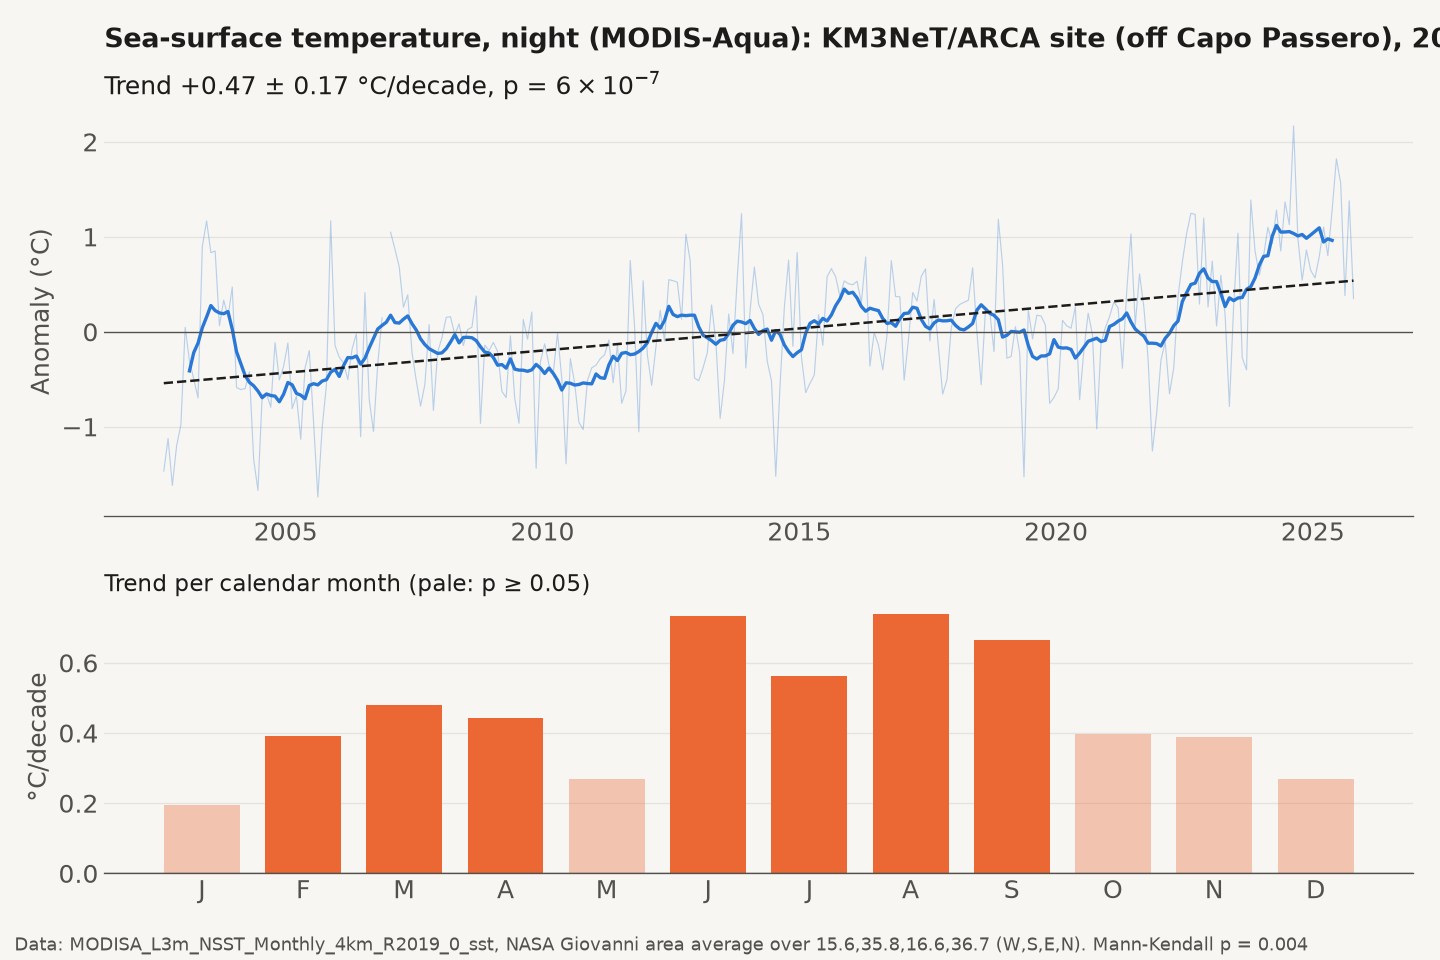 Sea-surface temperature, night (MODIS-Aqua): KM3NeT/ARCA site (off Capo Passero), 20
Trend +0.47 ± 0.17 °C/decade, p = 6 × 10⁻⁷
Anomaly (°C)
2
1
0
−1
2005 2010 2015 2020 2025
Trend per calendar month (pale: p ≥ 0.05)
°C/decade
0.6
0.4
0.2
0.0
J F M A M J J A S O N D
Data: MODISA_L3m_NSST_Monthly_4km_R2019_0_sst, NASA Giovanni area average over 15.6,35.8,16.6,36.7 (W,S,E,N). Mann-Kendall p = 0.004